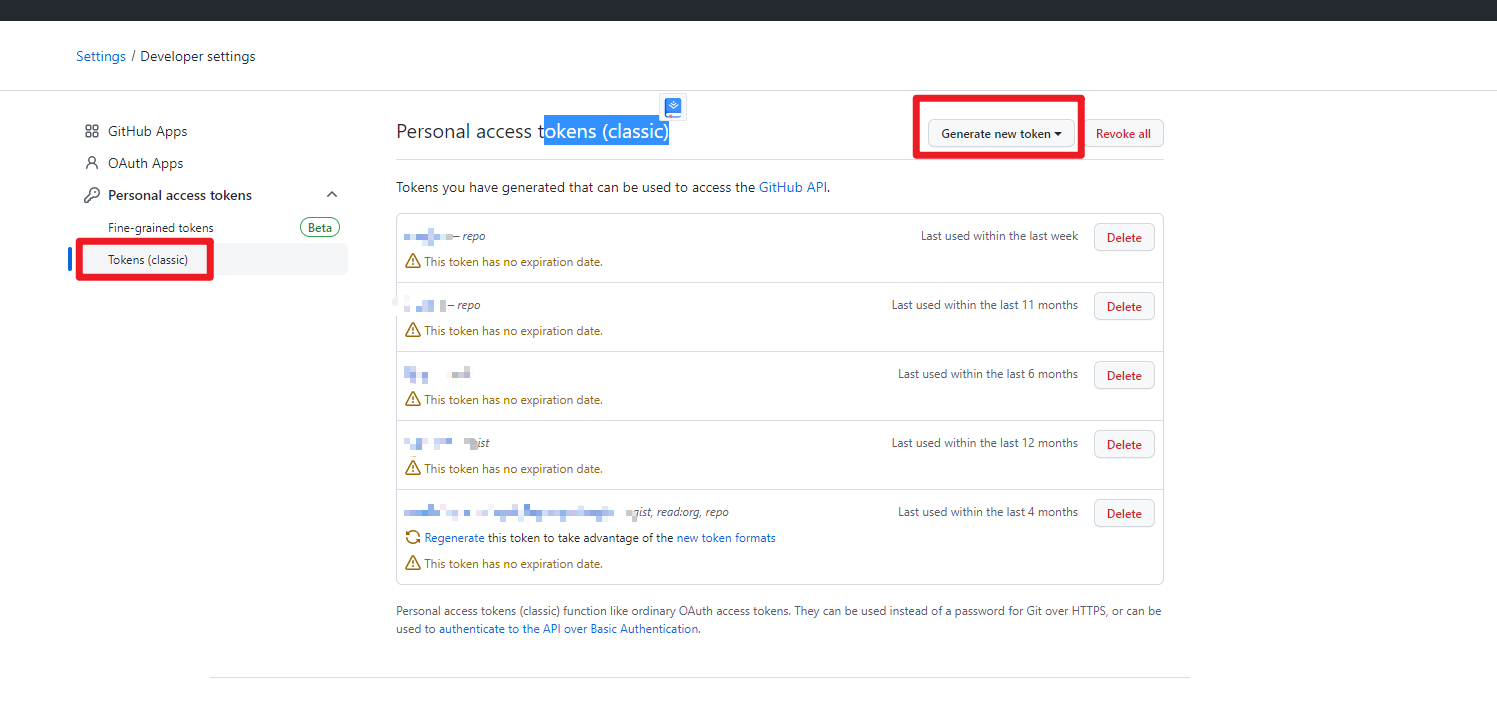 Settings / Developer settings
GitHub Apps
OAuth Apps
Personal access tokens
Fine-grained tokens Beta
Tokens (classic)
Personal access tokens (classic)
Generate new token
Revoke all
Tokens you have generated that can be used to access the GitHub API.
– repo Last used within the last week Delete
This token has no expiration date.
– repo Last used within the last 11 months Delete
This token has no expiration date.
Last used within the last 6 months Delete
This token has no expiration date.
Last used within the last 12 months Delete
This token has no expiration date.
gist, read:org, repo Last used within the last 4 months Delete
Regenerate this token to take advantage of the new token formats
This token has no expiration date.
Personal access tokens (classic) function like ordinary OAuth access tokens. They can be used instead of a password for Git over HTTPS, or can be
used to authenticate to the API over Basic Authentication.